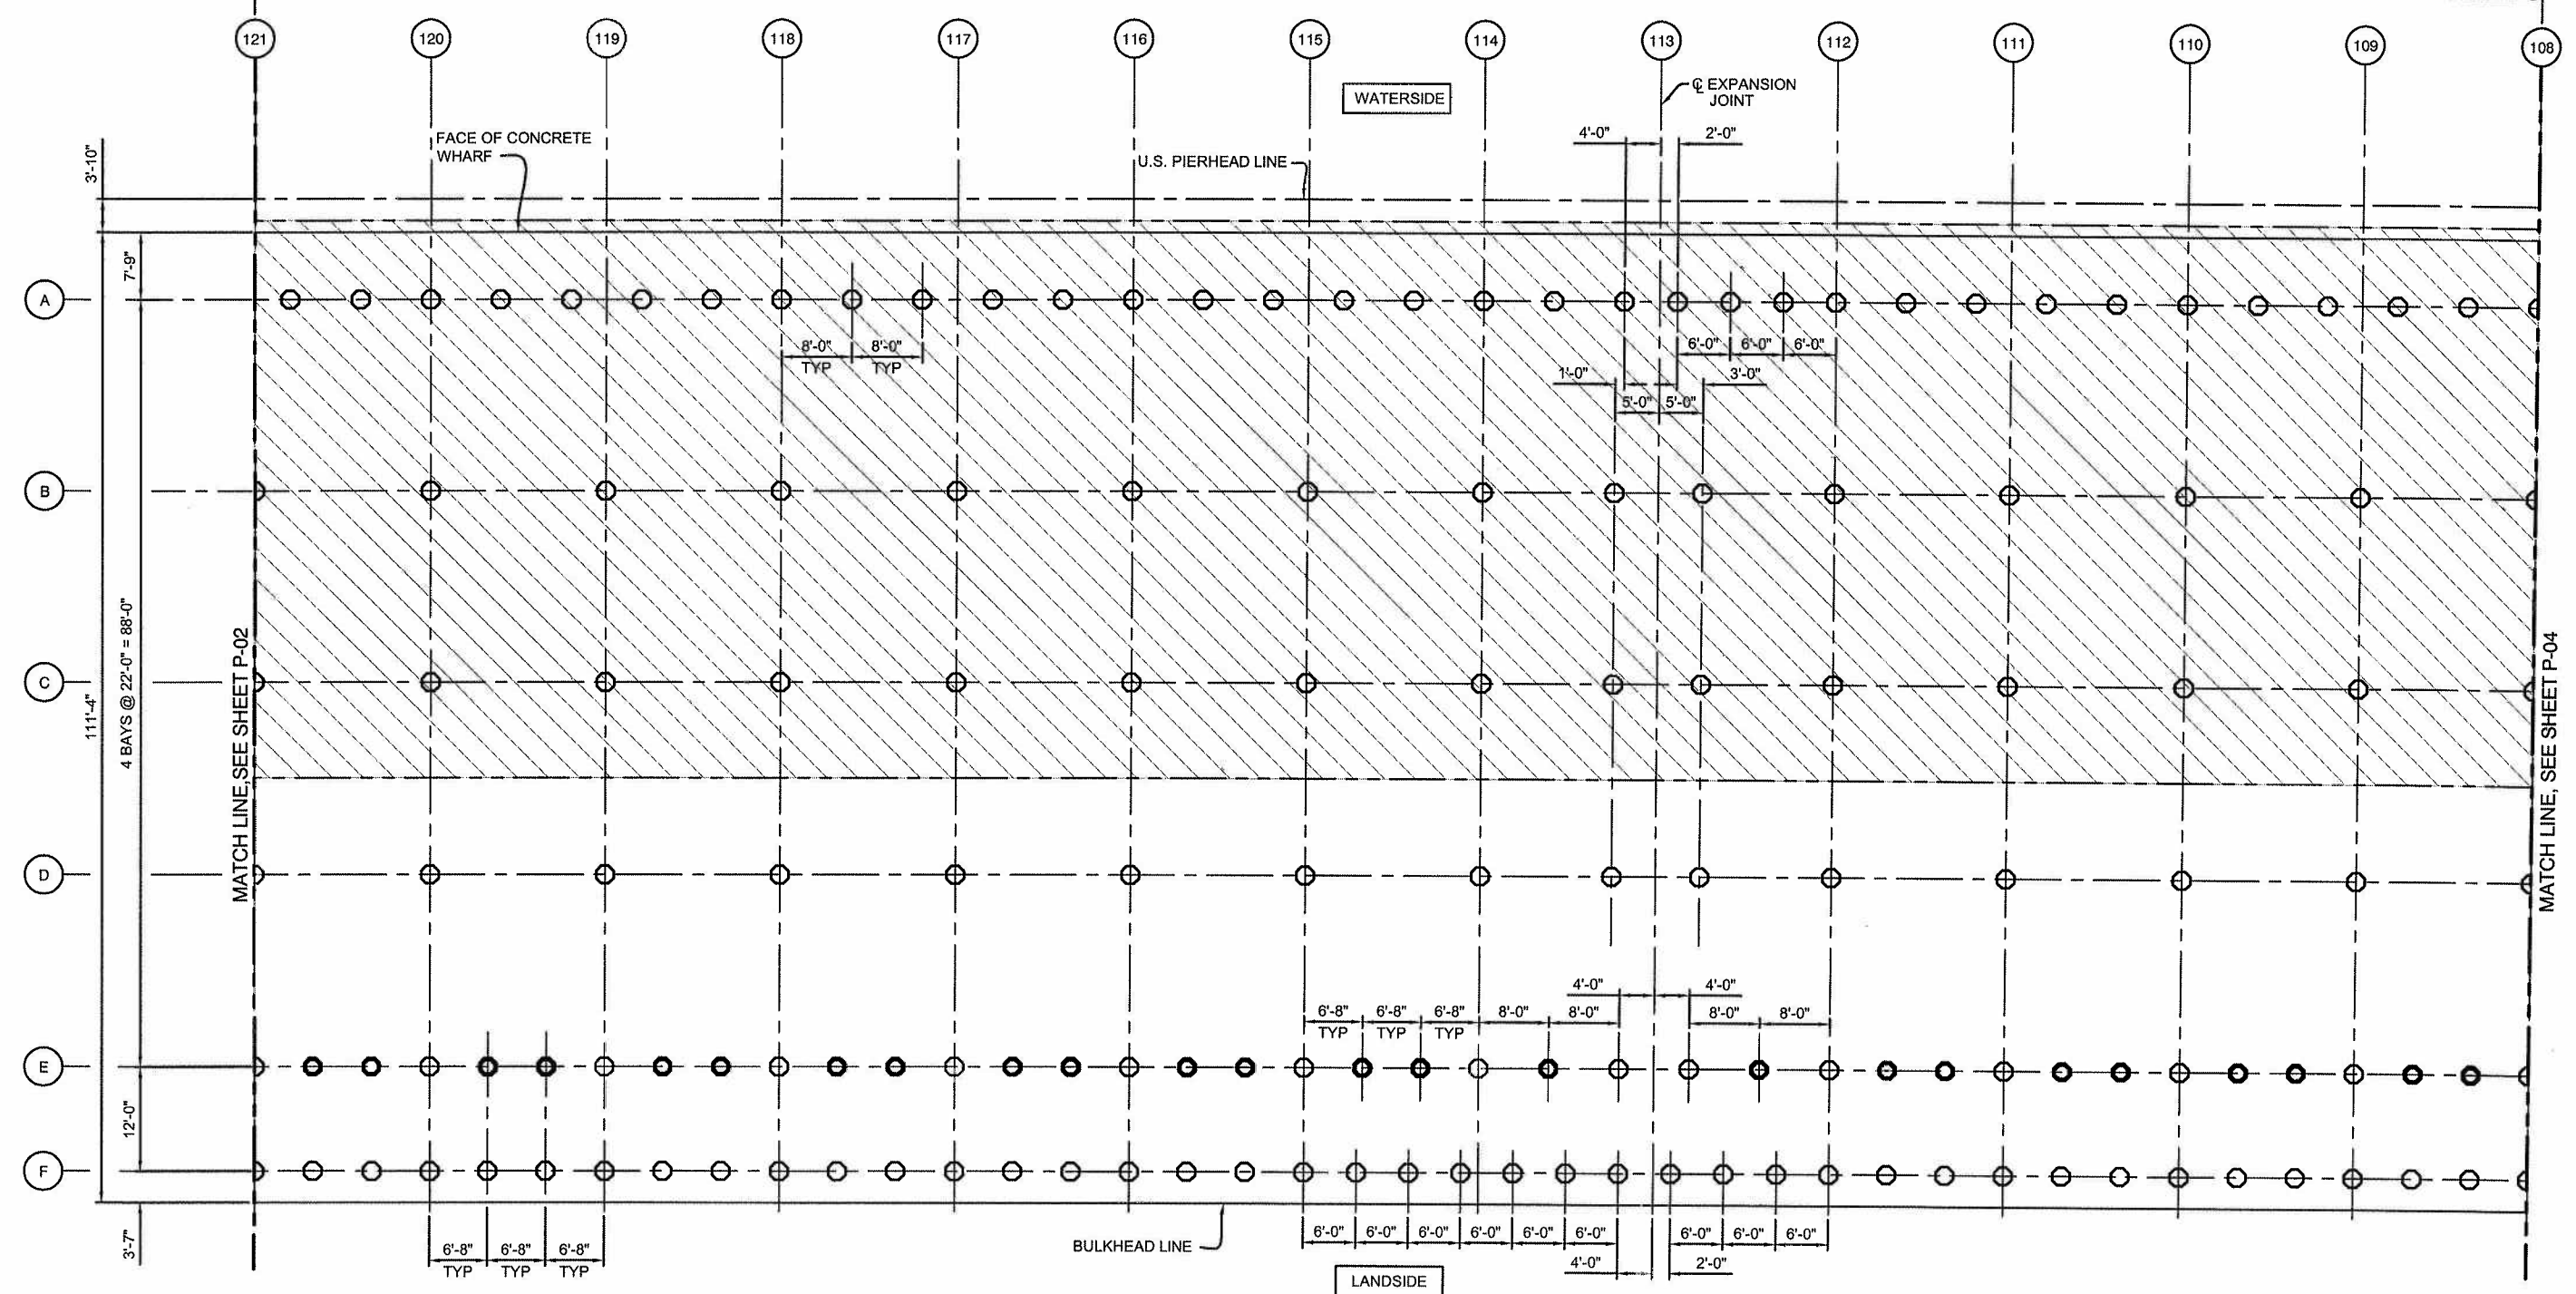 121
120
119
118
117
116
115
114
113
112
111
110
109
108
WATERSIDE
℄ EXPANSION
JOINT
FACE OF CONCRETE
WHARF
U.S. PIERHEAD LINE
4'-0"
2'-0"
3'-10"
7'-9"
A
8'-0"
TYP
8'-0"
TYP
6'-0"
6'-0"
6'-0"
1'-0"
3'-0"
5'-0"
5'-0"
B
C
4 BAYS @ 22'-0" = 88'-0"
111'-4"
MATCH LINE,SEE SHEET P-02
MATCH LINE, SEE SHEET P-04
D
4'-0"
4'-0"
6'-8"
TYP
6'-8"
TYP
6'-8"
TYP
8'-0"
8'-0"
8'-0"
8'-0"
E
12'-0"
F
3'-7"
6'-8"
TYP
6'-8"
TYP
6'-8"
TYP
BULKHEAD LINE
6'-0"
6'-0"
6'-0"
6'-0"
6'-0"
6'-0"
6'-0"
6'-0"
6'-0"
4'-0"
2'-0"
LANDSIDE